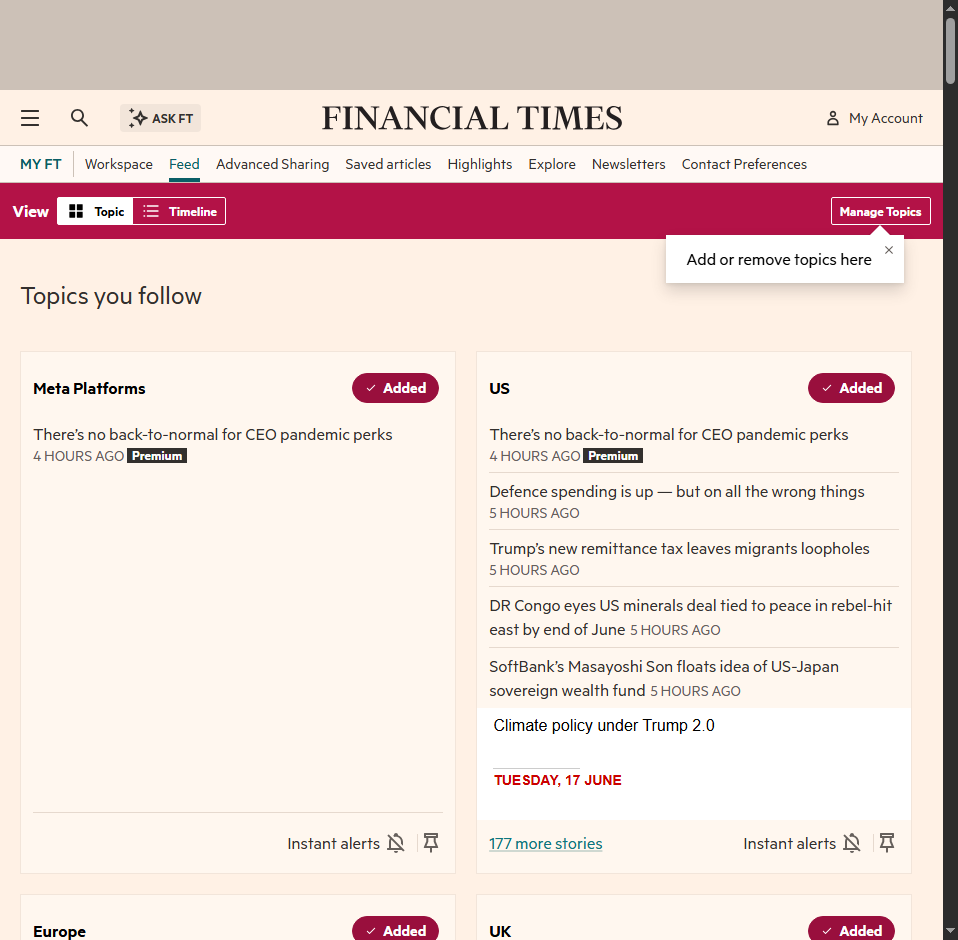 ASK FT
FINANCIAL TIMES
My Account
MY FT
Workspace
Feed
Advanced Sharing
Saved articles
Highlights
Explore
Newsletters
Contact Preferences
View
Topic
Timeline
Manage Topics
Add or remove topics here
Topics you follow
Meta Platforms
Added
There's no back-to-normal for CEO pandemic perks
4 HOURS AGO Premium
Instant alerts
US
Added
There's no back-to-normal for CEO pandemic perks
4 HOURS AGO Premium
Defence spending is up — but on all the wrong things
5 HOURS AGO
Trump's new remittance tax leaves migrants loopholes
5 HOURS AGO
DR Congo eyes US minerals deal tied to peace in rebel-hit
east by end of June 5 HOURS AGO
SoftBank's Masayoshi Son floats idea of US-Japan
sovereign wealth fund 5 HOURS AGO
Climate policy under Trump 2.0
TUESDAY, 17 JUNE
177 more stories
Instant alerts
Europe
Added
UK
Added